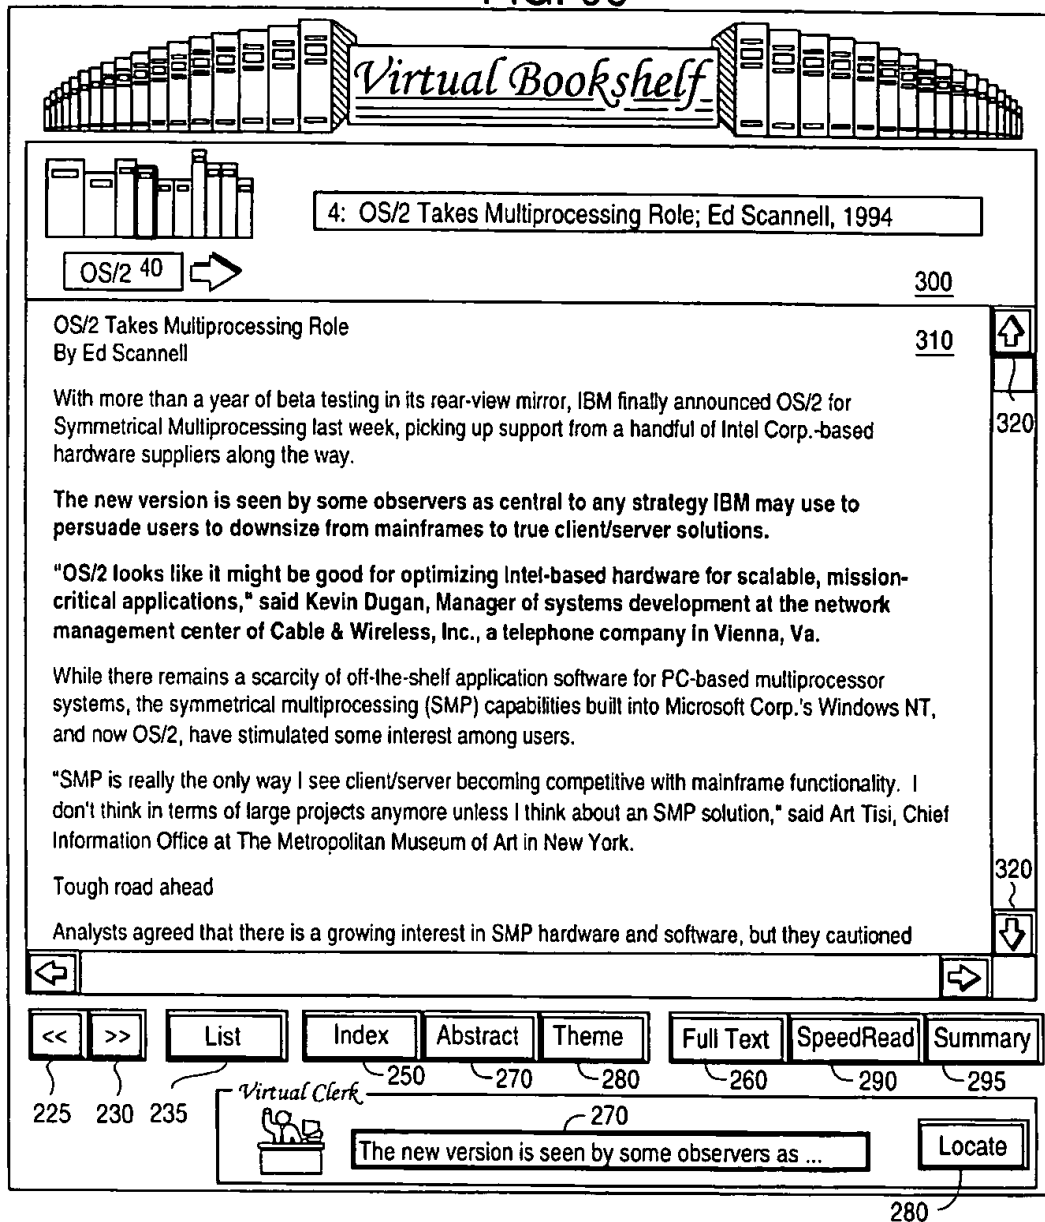 Virtual Bookshelf
4: OS/2 Takes Multiprocessing Role; Ed Scannell, 1994
OS/2 40
300
OS/2 Takes Multiprocessing Role
310
By Ed Scannell
With more than a year of beta testing in its rear-view mirror, IBM finally announced OS/2 for
Symmetrical Multiprocessing last week, picking up support from a handful of Intel Corp.-based
320
hardware suppliers along the way.
The new version is seen by some observers as central to any strategy IBM may use to
persuade users to downsize from mainframes to true client/server solutions.
"OS/2 looks like it might be good for optimizing Intel-based hardware for scalable, mission-
critical applications," said Kevin Dugan, Manager of systems development at the network
management center of Cable & Wireless, Inc., a telephone company in Vienna, Va.
While there remains a scarcity of off-the-shelf application software for PC-based multiprocessor
systems, the symmetrical multiprocessing (SMP) capabilities built into Microsoft Corp.'s Windows NT,
and now OS/2, have stimulated some interest among users.
"SMP is really the only way I see client/server becoming competitive with mainframe functionality. I
don't think in terms of large projects anymore unless I think about an SMP solution," said Art Tisi, Chief
Information Office at The Metropolitan Museum of Art in New York.
320
Tough road ahead
Analysts agreed that there is a growing interest in SMP hardware and software, but they cautioned
<< >> List Index Abstract Theme Full Text SpeedRead Summary
250 270 280 260 290 295
225 230 235 Virtual Clerk
270
The new version is seen by some observers as ...
Locate
280